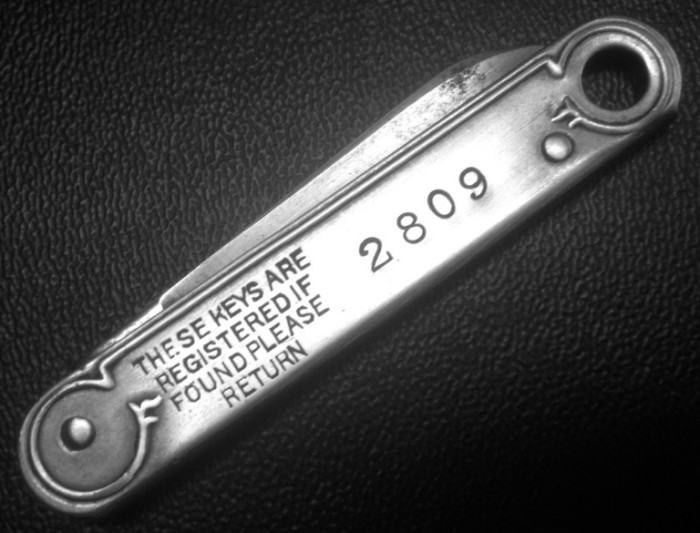 THESE KEYS ARE
REGISTERED IF
FOUND PLEASE
RETURN
2809